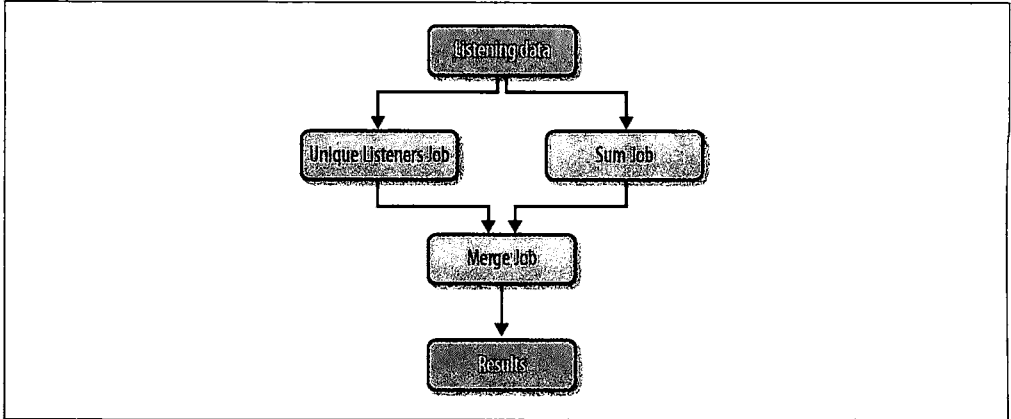 Listening data
Unique Listeners Job
Sum Job
Merge Job
Results